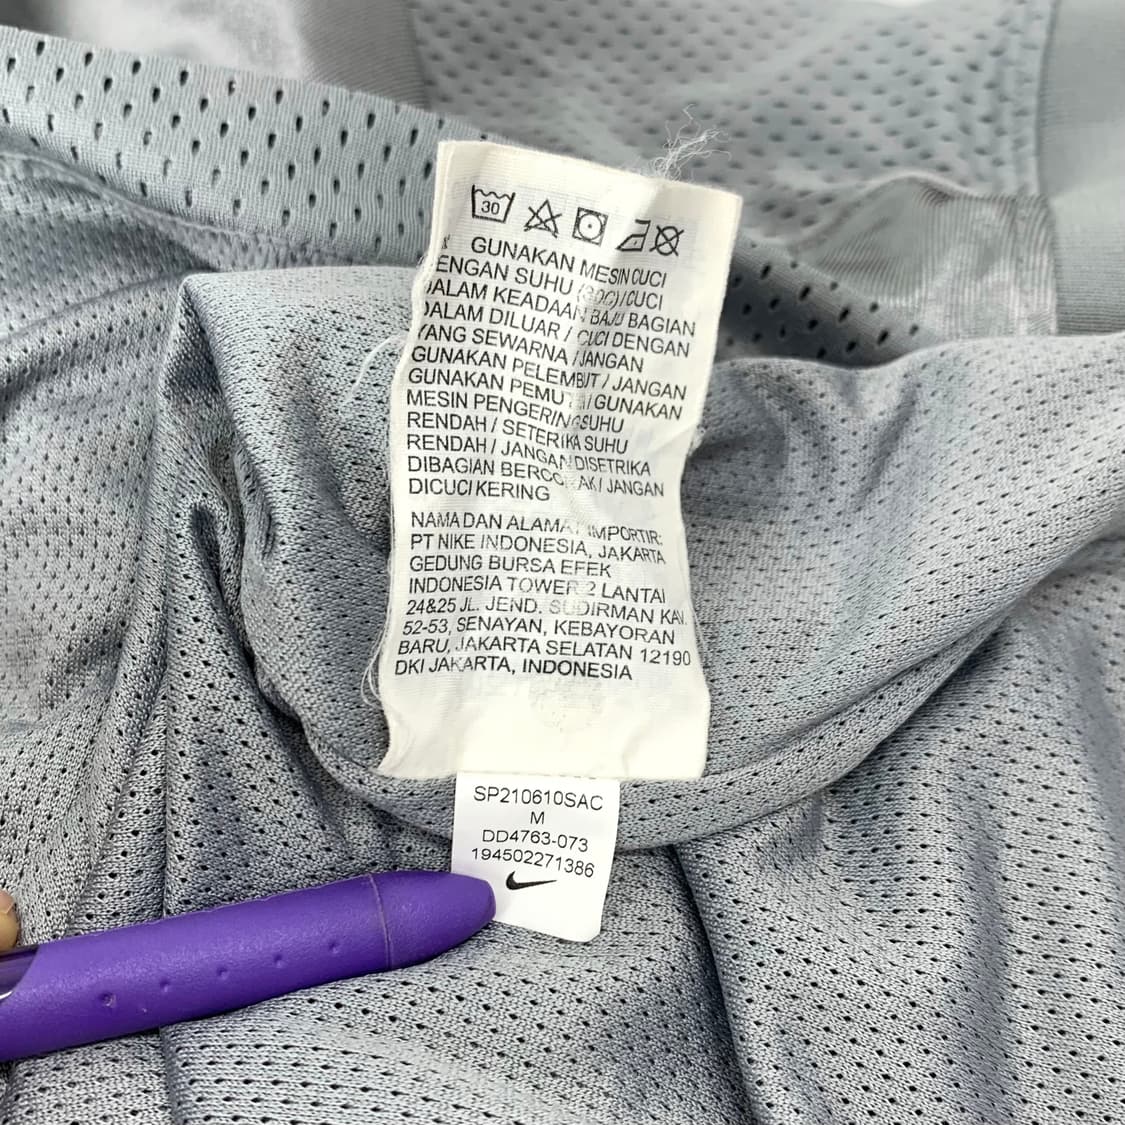 30
GUNAKAN MESIN CUCI
ENGAN SUHU (30C)/CUCI
DALAM KEADAAN BAJU BAGIAN
DALAM DILUAR / CUCI DENGAN
YANG SEWARNA / JANGAN
GUNAKAN PELEMBUT / JANGAN
GUNAKAN / GUNAKAN
MESIN PENGERING SUHU
RENDAH / SETERIKA SUHU
RENDAH / JANGAN DISETRIKA
DIBAGIAN BERCORAK / JANGAN
DICUCI KERING
NAMA DAN ALAMAT IMPORTIR:
PT NIKE INDONESIA, JAKARTA
GEDUNG BURSA EFEK
INDONESIA TOWER 2 LANTAI
24&25 JL. JEND. SUDIRMAN KAV.
52-53, SENAYAN, KEBAYORAN
BARU, JAKARTA SELATAN 12190
DKI JAKARTA, INDONESIA
SP210610SAC
M
DD4763-073
194502271386